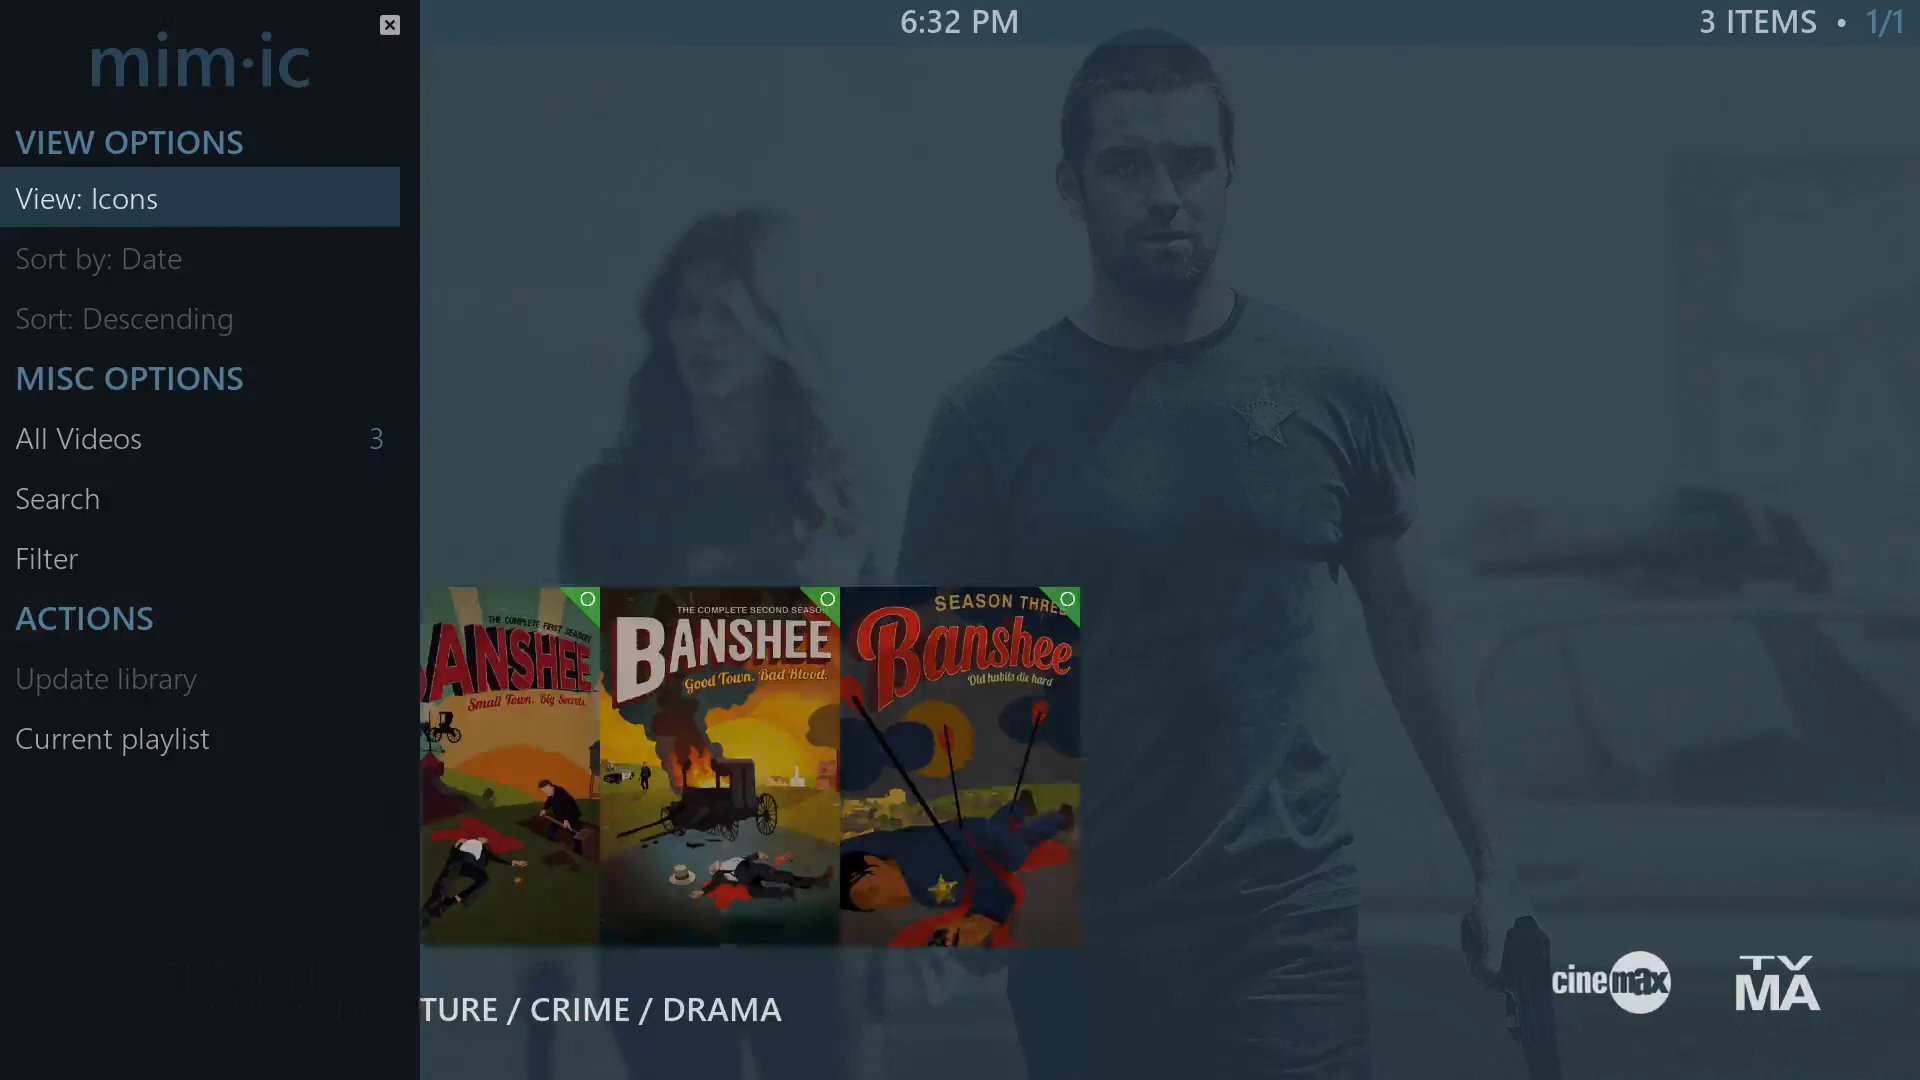 mim·ic
6:32 PM
3 ITEMS • 1/1
VIEW OPTIONS
View: Icons
Sort by: Date
Sort: Descending
MISC OPTIONS
All Videos 3
Search
Filter
ACTIONS
Update library
Current playlist
THE COMPLETE FIRST SEASON
BANSHEE
Small Town. Big Secrets.
THE COMPLETE SECOND SEASON
BANSHEE
Good Town. Bad Blood.
SEASON THREE
Banshee
Old habits die hard
TURE / CRIME / DRAMA
cinemax
TV
MA